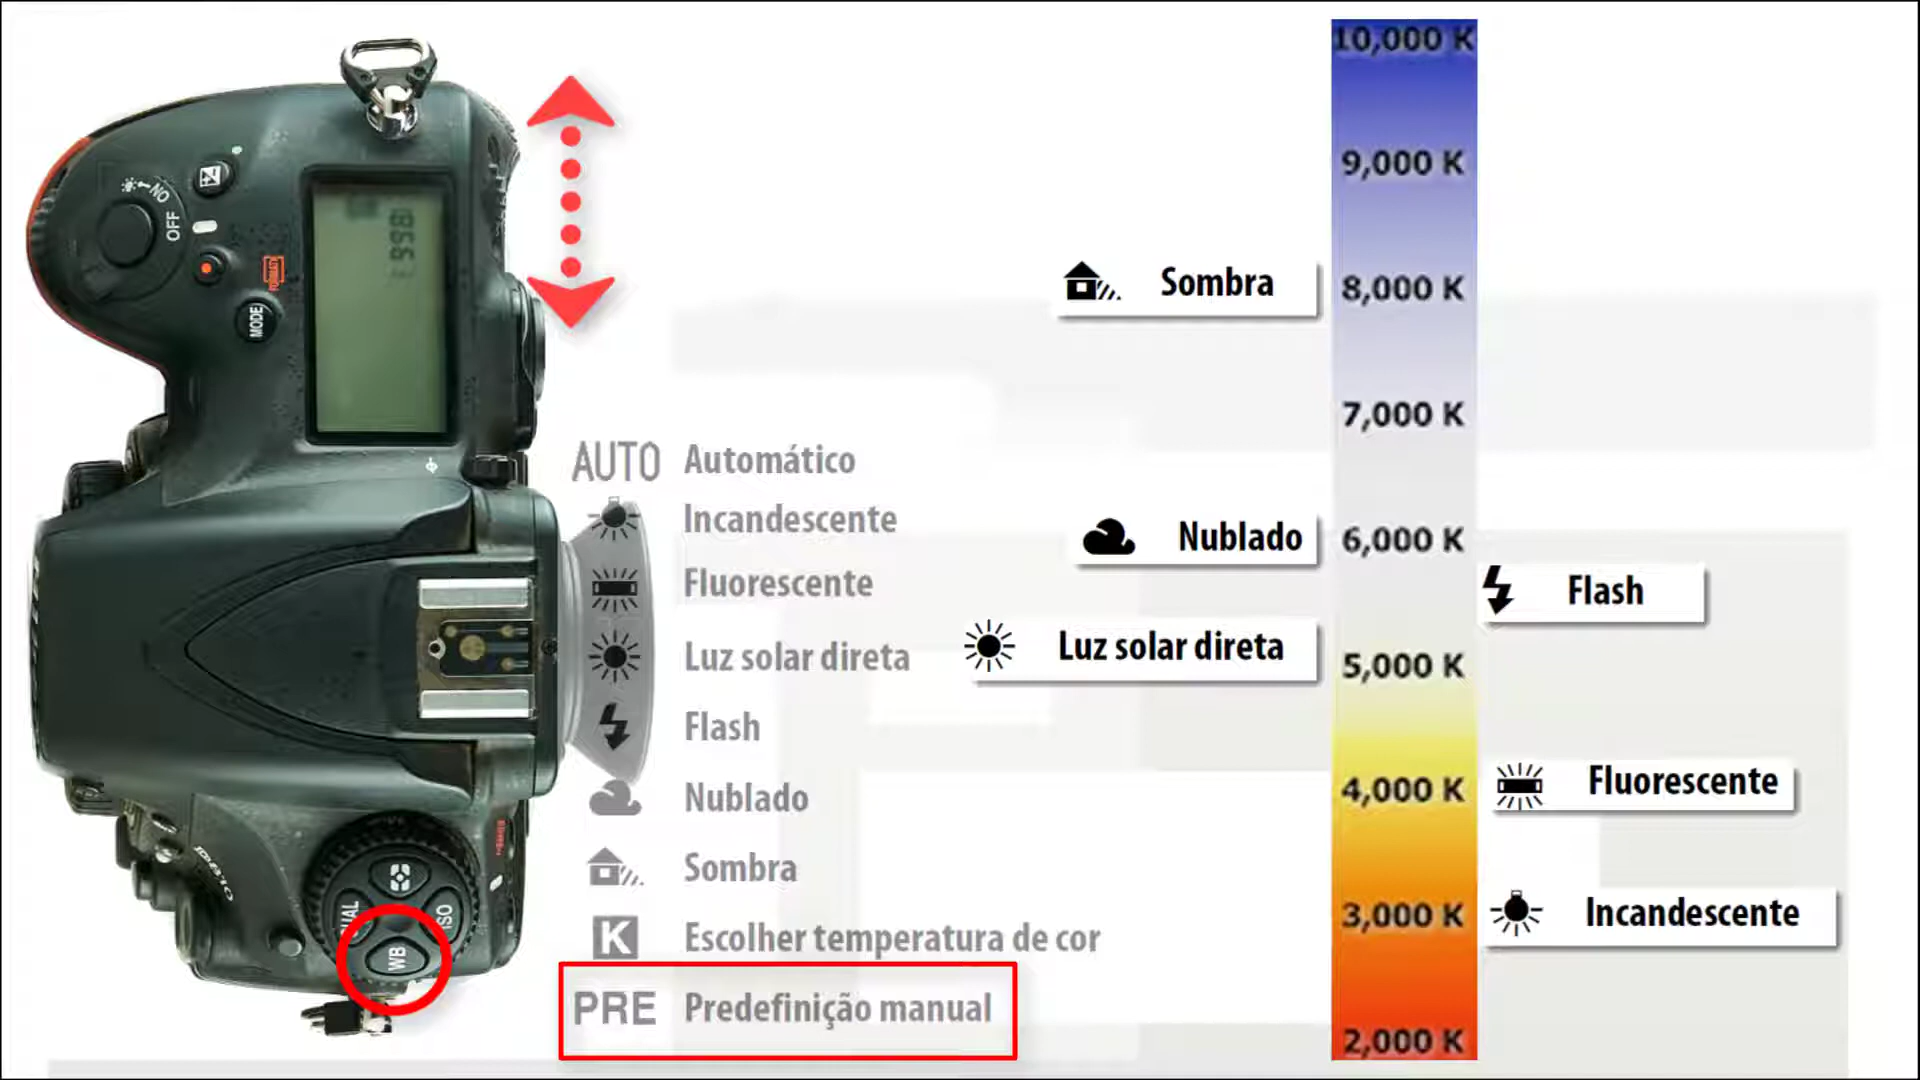 10,000 K
9,000 K
8,000 K
7,000 K
6,000 K
5,000 K
4,000 K
3,000 K
2,000 K
Sombra
Nublado
Luz solar direta
Flash
Fluorescente
Incandescente
AUTO Automático
Incandescente
Fluorescente
Luz solar direta
Flash
Nublado
Sombra
K Escolher temperatura de cor
PRE Predefinição manual
ON
OFF
MODE
FORMAT
ISO
WB